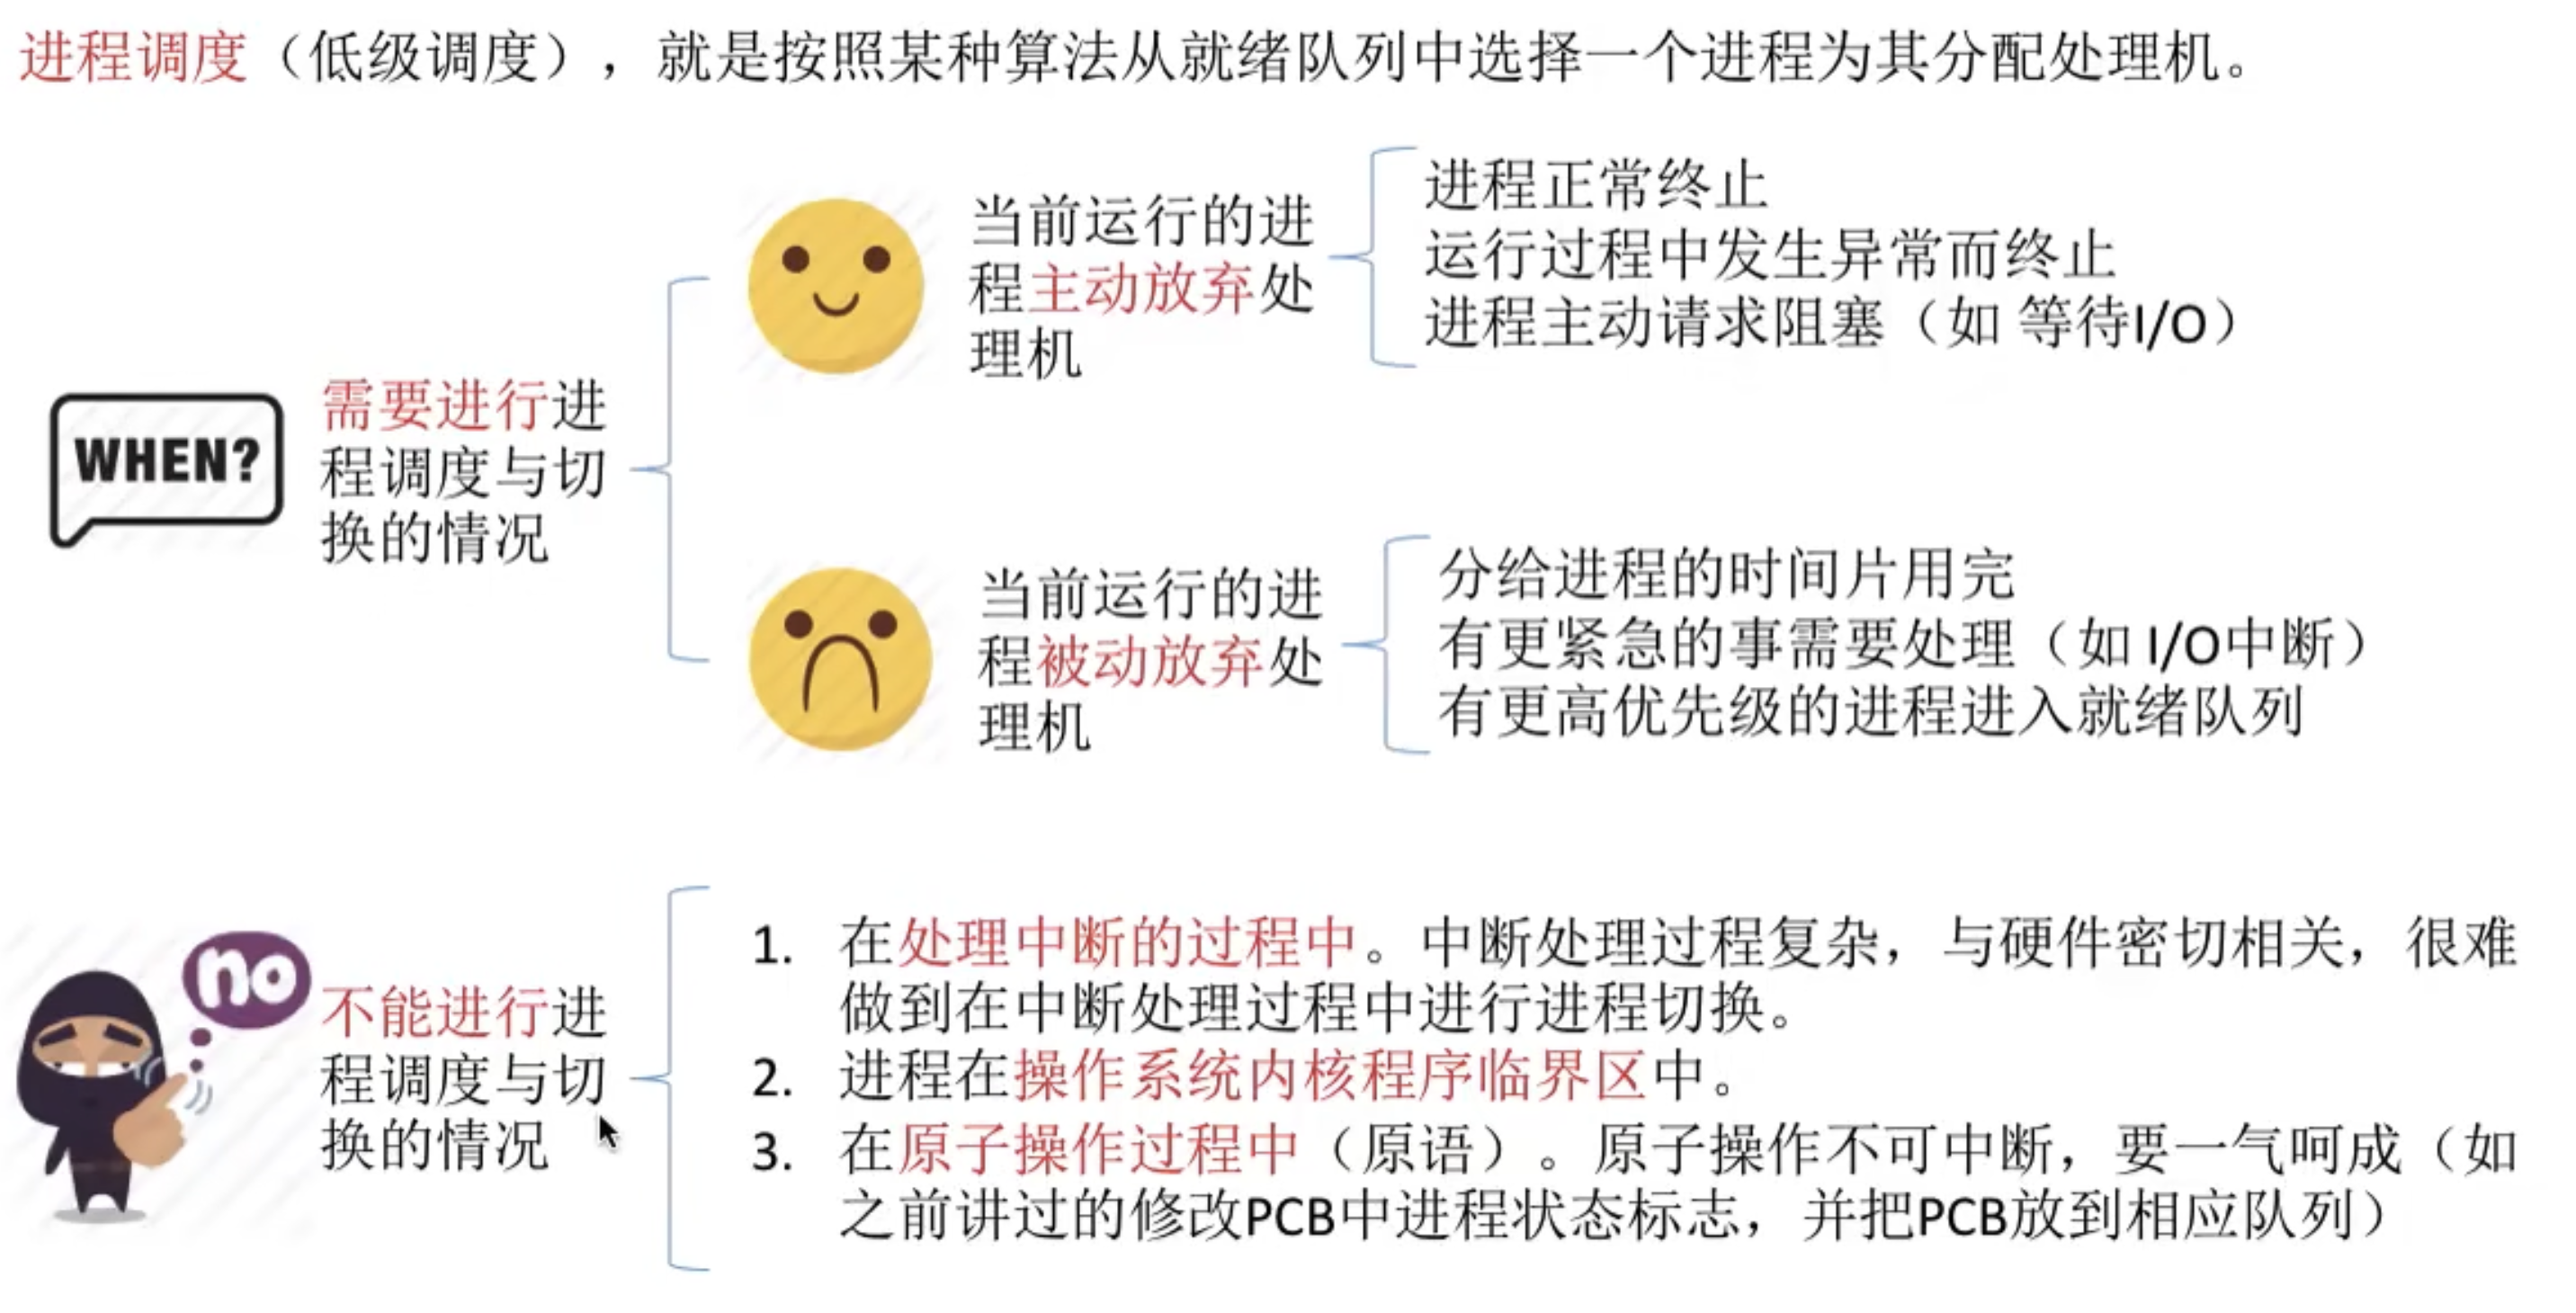 进程调度（低级调度），就是按照某种算法从就绪队列中选择一个进程为其分配处理机。
WHEN?
需要进行进
程调度与切
换的情况
当前运行的进
程主动放弃处
理机
进程正常终止
运行过程中发生异常而终止
进程主动请求阻塞（如 等待I/O）
当前运行的进
程被动放弃处
理机
分给进程的时间片用完
有更紧急的事需要处理（如 I/O中断）
有更高优先级的进程进入就绪队列
no
不能进行进
程调度与切
换的情况
1. 在处理中断的过程中。中断处理过程复杂，与硬件密切相关，很难
做到在中断处理过程中进行进程切换。
2. 进程在操作系统内核程序临界区中。
3. 在原子操作过程中（原语）。原子操作不可中断，要一气呵成（如
之前讲过的修改PCB中进程状态标志，并把PCB放到相应队列）